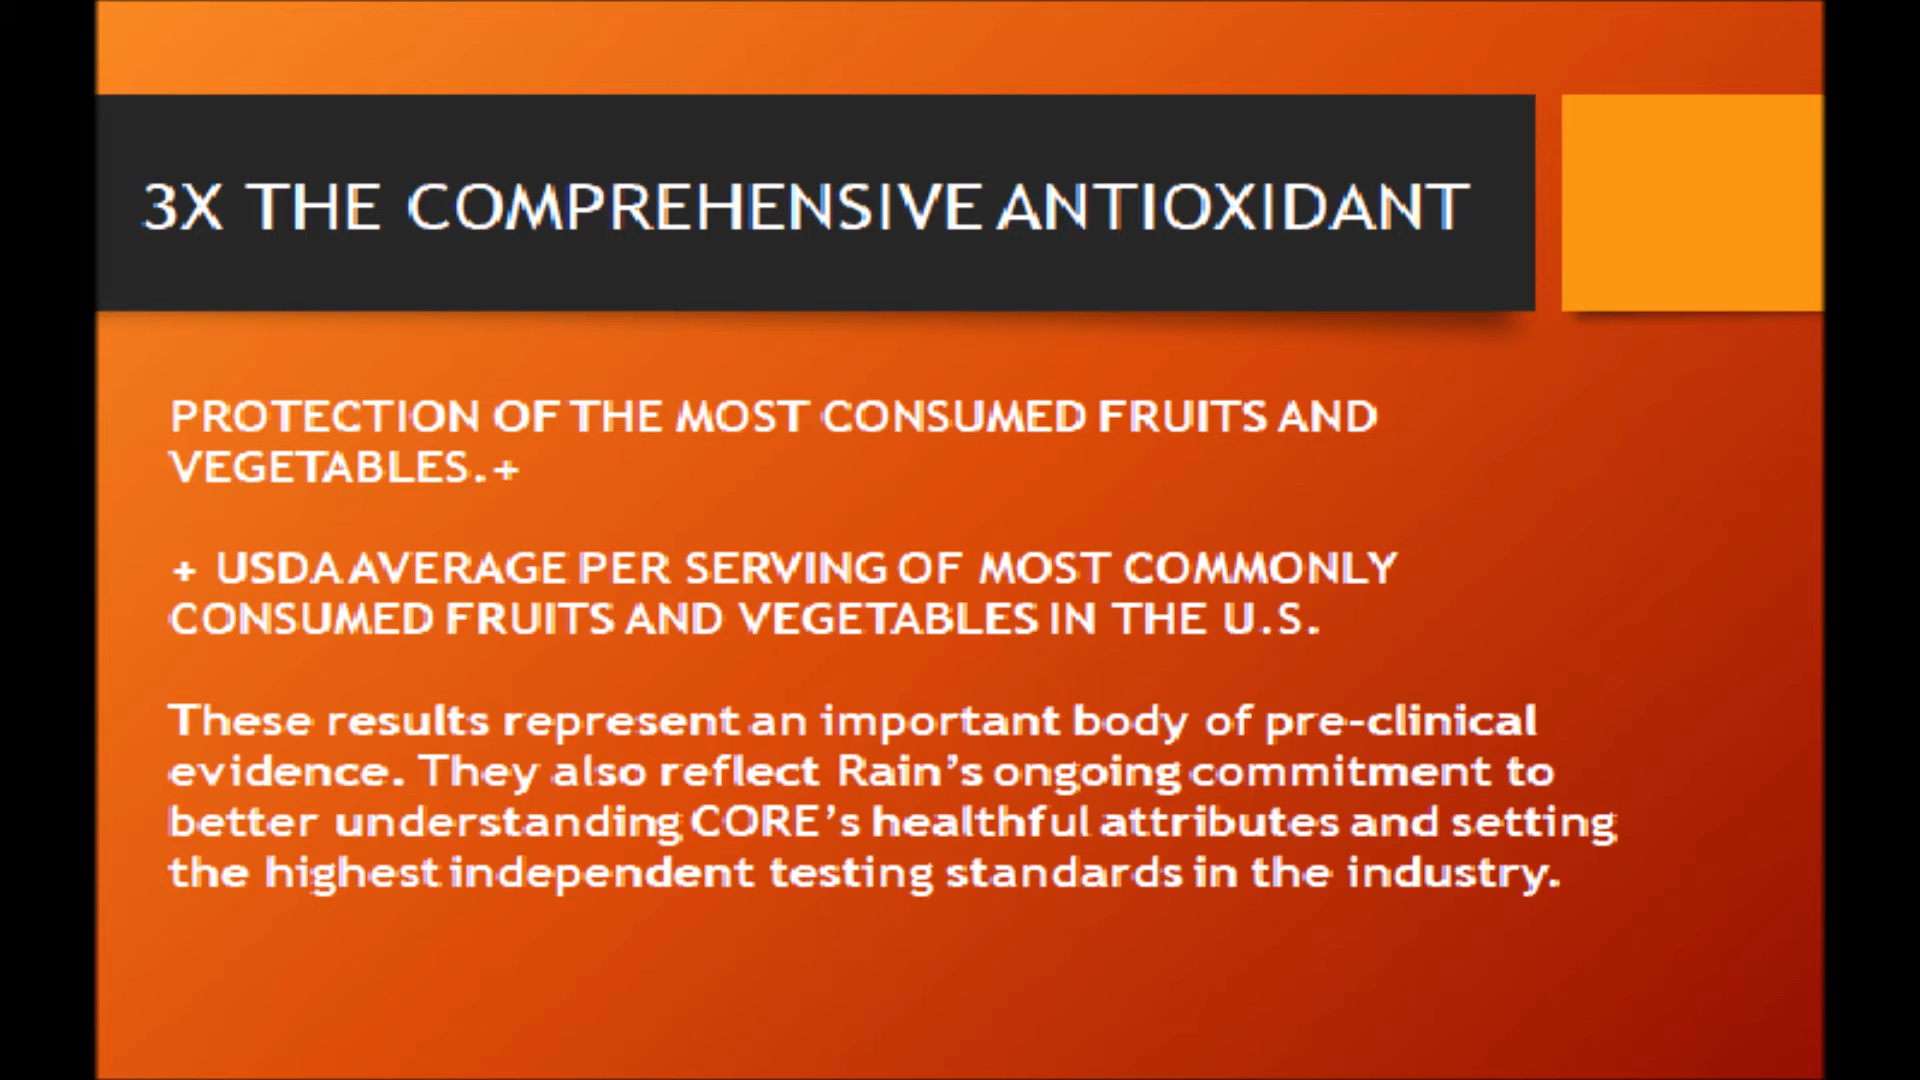 3X THE COMPREHENSIVE ANTIOXIDANT
PROTECTION OF THE MOST CONSUMED FRUITS AND
VEGETABLES.+
+ USDA AVERAGE PER SERVING OF MOST COMMONLY
CONSUMED FRUITS AND VEGETABLES IN THE U.S.
These results represent an important body of pre-clinical
evidence. They also reflect Rain's ongoing commitment to
better understanding CORE's healthful attributes and setting
the highest independent testing standards in the industry.